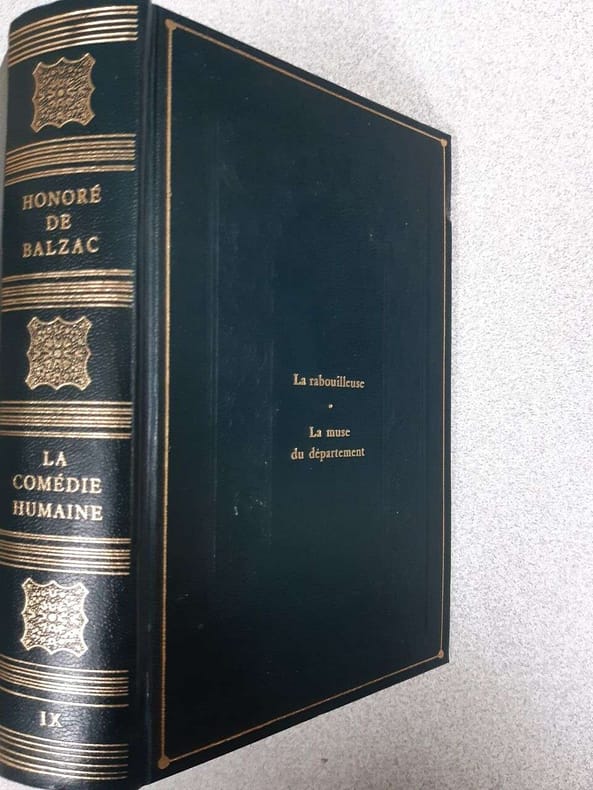 HONORÉ
DE
BALZAC
LA
COMÉDIE
HUMAINE
IX
La rabouilleuse
La muse
du département